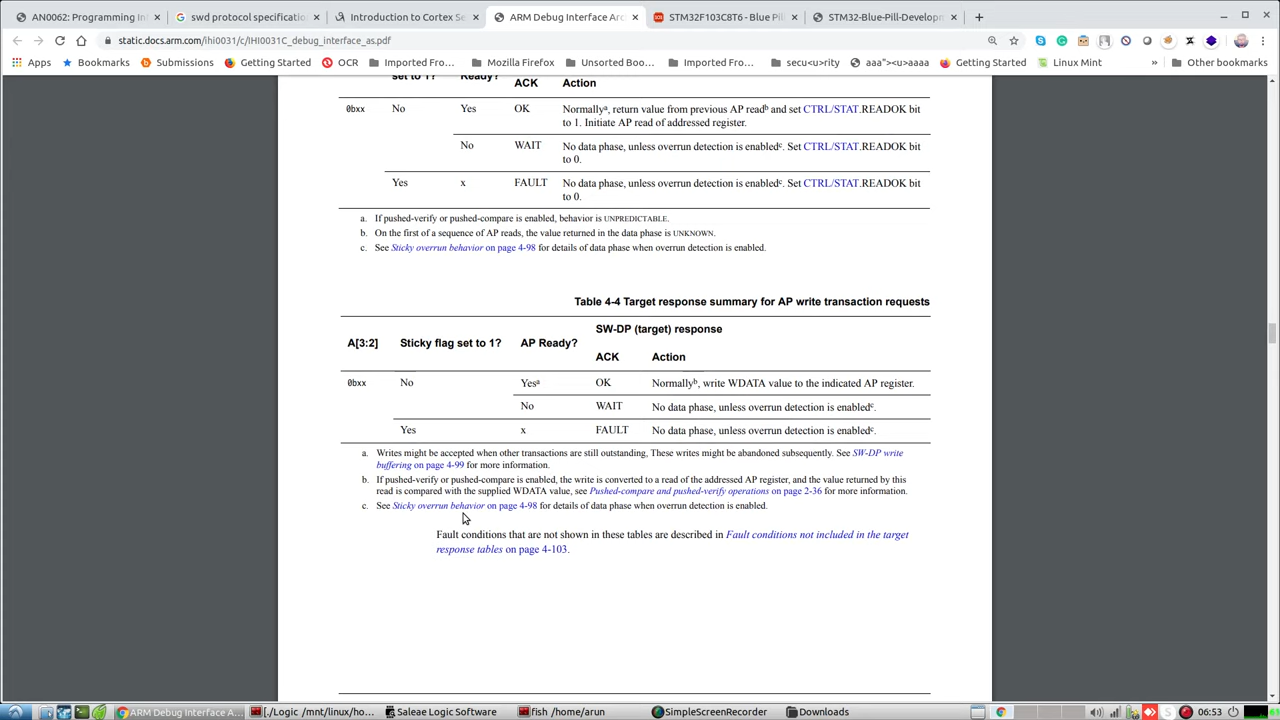 AN0062: Programming In
swd protocol specificatio
Introduction to Cortex Se
ARM Debug Interface Arc
STM32F103C8T6 - Blue Pill
STM32-Blue-Pill-Developm
static.docs.arm.com/ihi0031/c/IHI0031C_debug_interface_as.pdf
Apps
Bookmarks
Submissions
Getting Started
OCR
Imported Fro...
Mozilla Firefox
Unsorted Boo...
Imported Fro...
secu<u>rity
aaa"><u>aaaa
Getting Started
Linux Mint
»
Other bookmarks
set to 1? Ready?
ACK Action
0bxx No Yes OK Normallyᵃ, return value from previous AP readᵇ and set CTRL/STAT.READOK bit
to 1. Initiate AP read of addressed register.
No WAIT No data phase, unless overrun detection is enabledᶜ. Set CTRL/STAT.READOK bit
to 0.
Yes x FAULT No data phase, unless overrun detection is enabledᶜ. Set CTRL/STAT.READOK bit
to 0.
a. If pushed-verify or pushed-compare is enabled, behavior is UNPREDICTABLE.
b. On the first of a sequence of AP reads, the value returned in the data phase is UNKNOWN.
c. See Sticky overrun behavior on page 4-98 for details of data phase when overrun detection is enabled.
Table 4-4 Target response summary for AP write transaction requests
SW-DP (target) response
A[3:2] Sticky flag set to 1? AP Ready?
ACK Action
0bxx No Yesᵃ OK Normallyᵇ, write WDATA value to the indicated AP register.
No WAIT No data phase, unless overrun detection is enabledᶜ.
Yes x FAULT No data phase, unless overrun detection is enabledᶜ.
a. Writes might be accepted when other transactions are still outstanding, These writes might be abandoned subsequently. See SW-DP write
buffering on page 4-99 for more information.
b. If pushed-verify or pushed-compare is enabled, the write is converted to a read of the addressed AP register, and the value returned by this
read is compared with the supplied WDATA value, see Pushed-compare and pushed-verify operations on page 2-36 for more information.
c. See Sticky overrun behavior on page 4-98 for details of data phase when overrun detection is enabled.
Fault conditions that are not shown in these tables are described in Fault conditions not included in the target
response tables on page 4-103.
ARM Debug Interface A
[./Logic /mnt/linux/ho...
Saleae Logic Software
fish /home/arun
SimpleScreenRecorder
Downloads
06:53